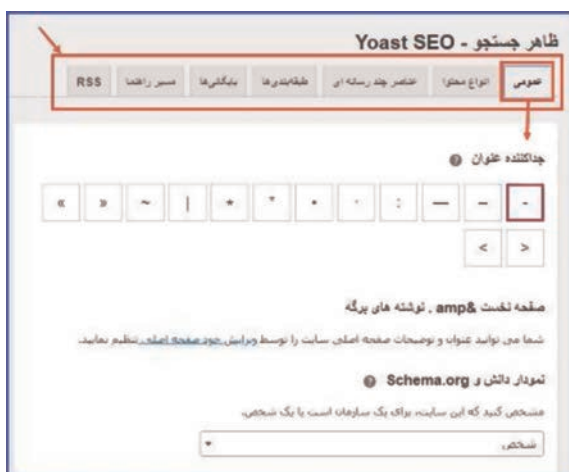 ظاهر جستجو - Yoast SEO
عمومی انواع محتوا عناصر چند رسانه ای طبقه‌بندی‌ها بایگانی‌ها مسیر راهنما RSS
جداکننده عنوان
- – — : · • * ⋆ | ~ « »
< >
صفحه نخست &amp; نوشته های برگه
شما می توانید عنوان و توضیحات صفحه اصلی سایت را توسط ویرایش خود صفحه اصلی تنظیم نمایید.
نمودار دانش و Schema.org
مشخص کنید که این سایت، برای یک سازمان است یا یک شخص.
شخص